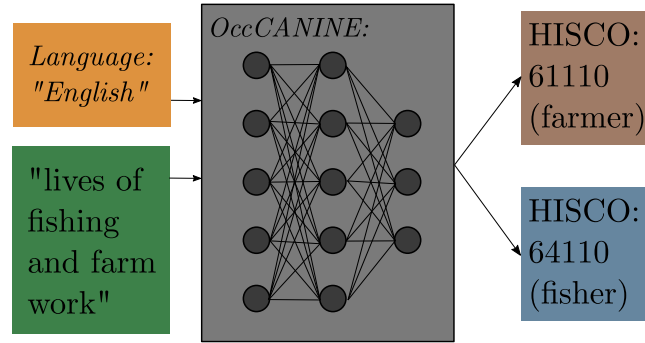 Language:
"English"
"lives of
fishing
and farm
work"
OccCANINE:
HISCO:
61110
(farmer)
HISCO:
64110
(fisher)